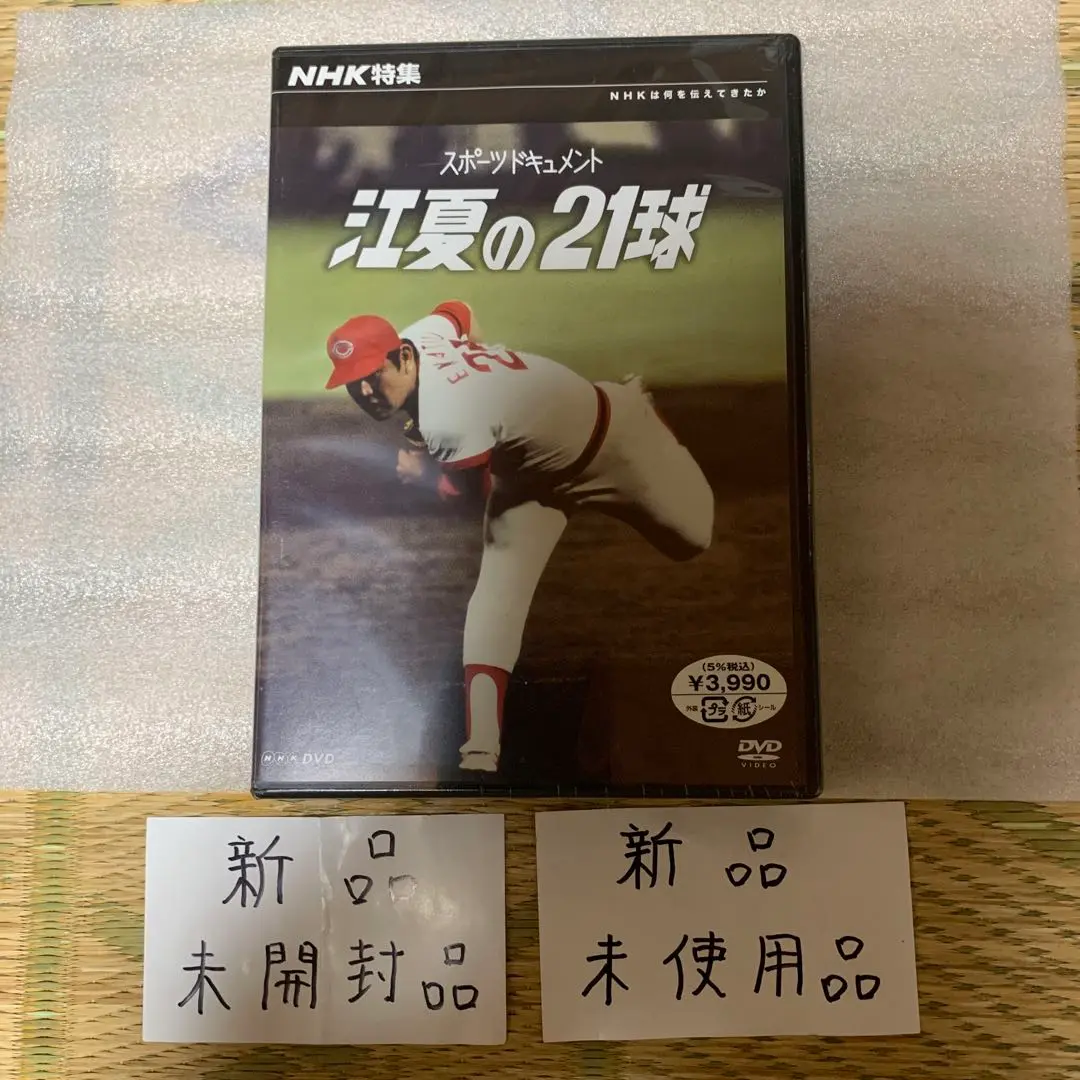 NHK特集
NHKは何を伝えてきたか
スポーツドキュメント
江夏の21球
(5%税込)
¥3,990
外装 プラ 紙 シール
NHK DVD
DVD
VIDEO
新品
未開封品
新品
未使用品